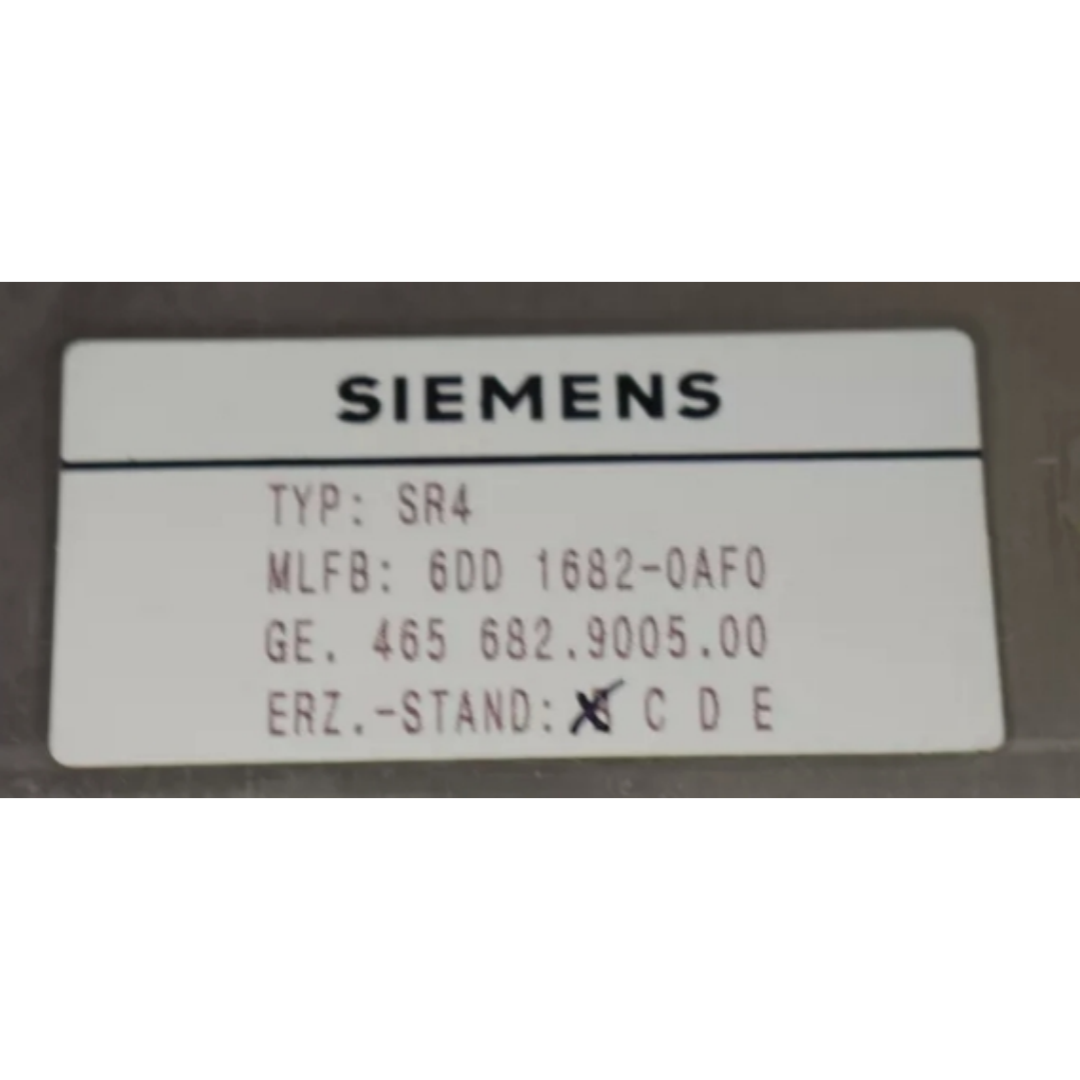 SIEMENS
TYP: SR4
MLFB: 6DD 1682-0AF0
GE. 465 682.9005.00
ERZ.-STAND: C D E